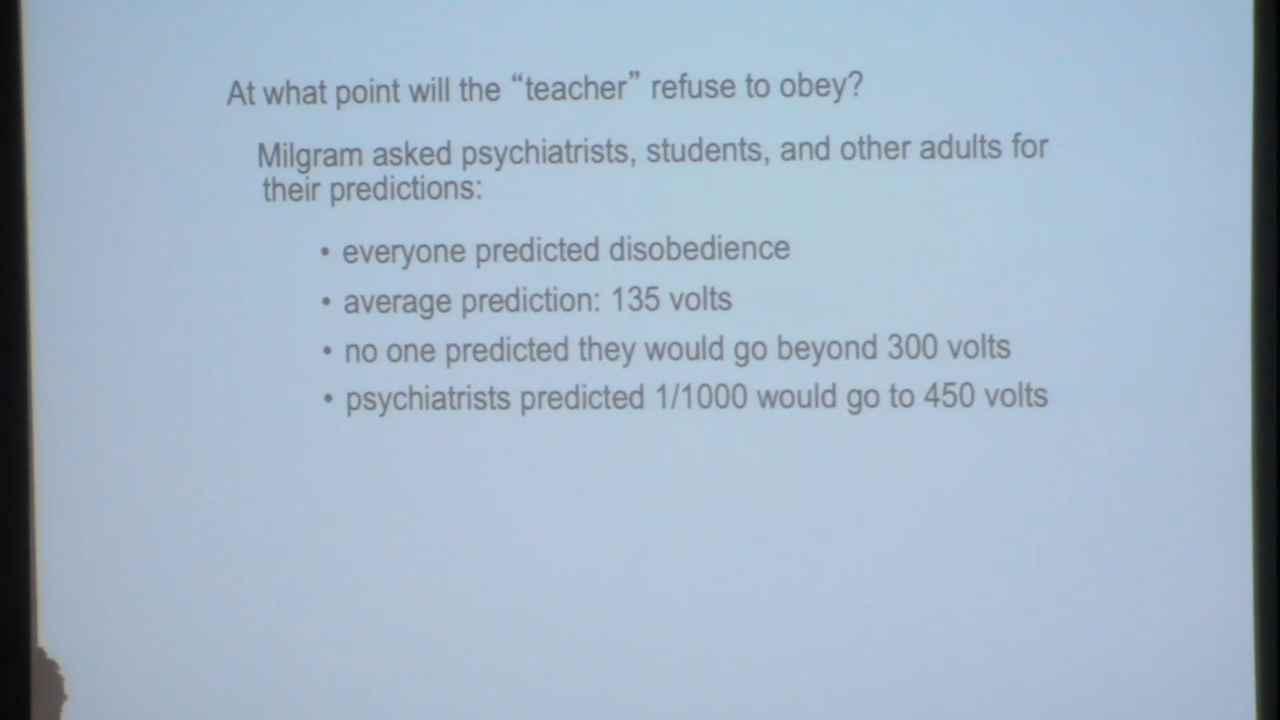 At what point will the “teacher” refuse to obey?
Milgram asked psychiatrists, students, and other adults for
their predictions:
• everyone predicted disobedience
• average prediction: 135 volts
• no one predicted they would go beyond 300 volts
• psychiatrists predicted 1/1000 would go to 450 volts